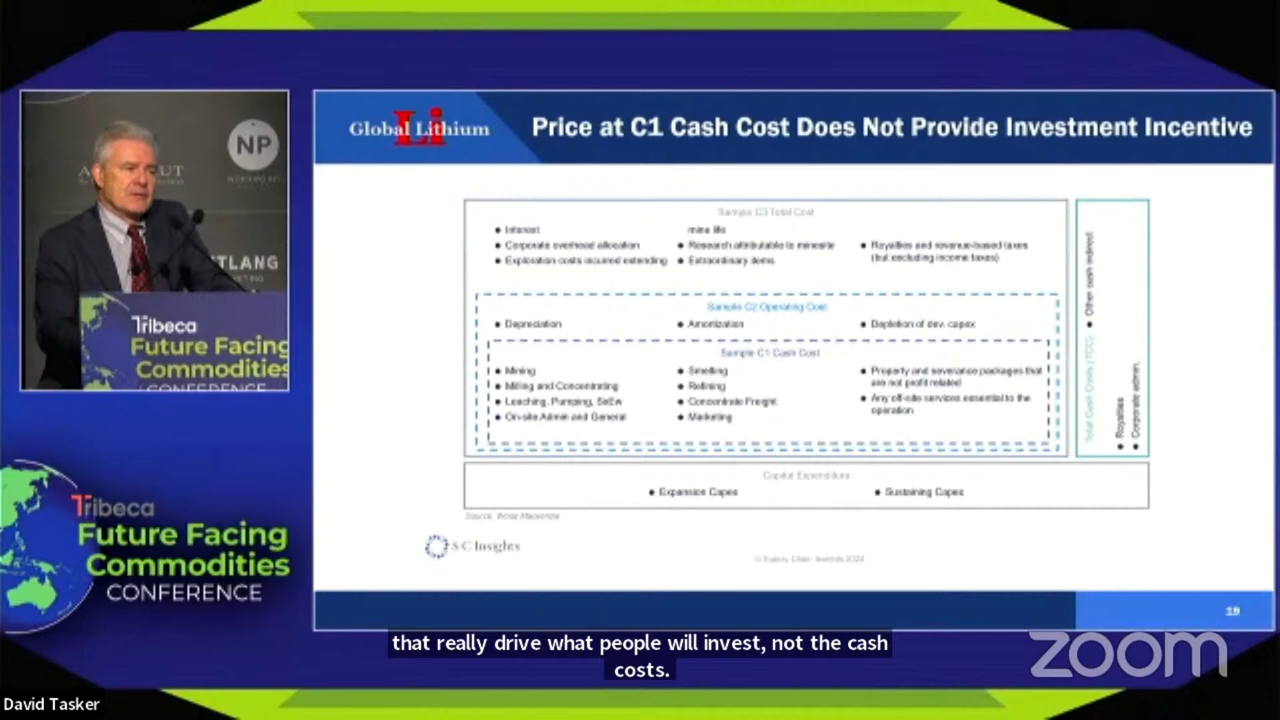 NP
TLANG
Tribeca
Future Facing
Commodities
CONFERENCE
Tribeca
Future Facing
Commodities
CONFERENCE
Global Lithium
Li
Price at C1 Cash Cost Does Not Provide Investment Incentive
Sample C3 Total Cost
• Interest
• Corporate overhead allocation
• Exploration costs incurred extending
mine life
• Research attributable to minesite
• Extraordinary items
• Royalties and revenue-based taxes
(but excluding income taxes)
Sample C2 Operating Cost
• Depreciation
• Amortization
• Depletion of dev. capex
Sample C1 Cash Cost
• Mining
• Milling and Concentrating
• Leaching, Pumping, SxEw
• On-site Admin and General
• Smelting
• Refining
• Concentrate Freight
• Marketing
• Property and severance packages that
are not profit related
• Any off-site services essential to the
operation
Total Cash Costs (TCC)
• Other cash indirect
• Royalties
• Corporate admin.
Capital Expenditure
• Expansion Capex
• Sustaining Capex
Source: Wood Mackenzie
S C Insights
© Supply Chain Insights 2024
19
that really drive what people will invest, not the cash
costs.
zoom
David Tasker